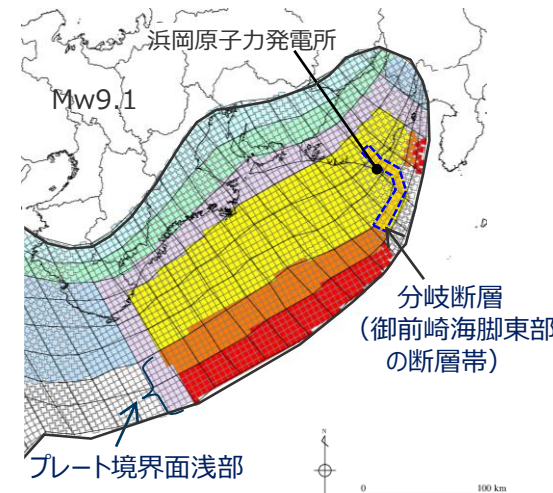 浜岡原子力発電所
Mw9.1
分岐断層
（御前崎海脚東部
の断層帯）
プレート境界面浅部
N
0 100 km